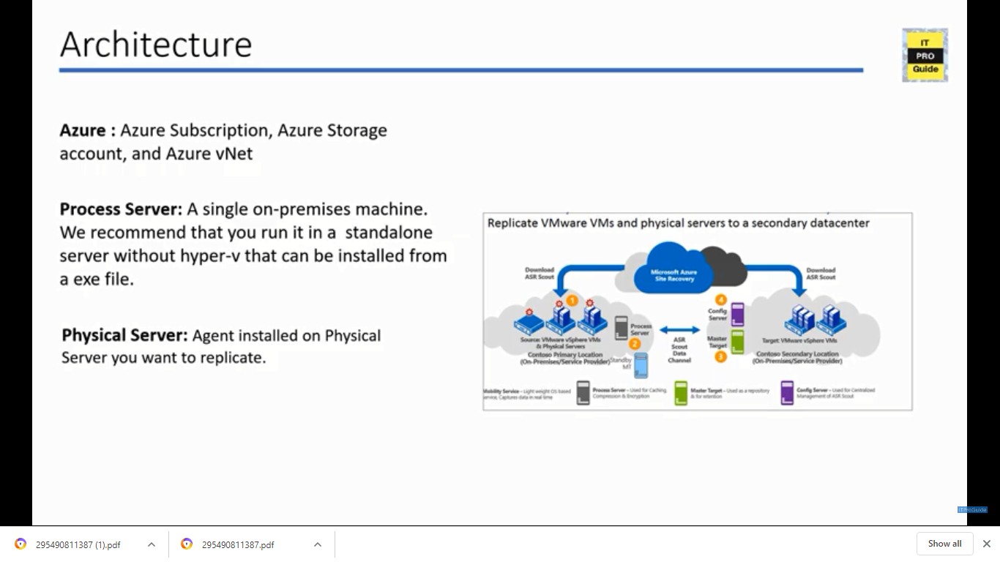 Architecture
IT
PRO
Guide
Azure : Azure Subscription, Azure Storage
account, and Azure vNet
Process Server: A single on-premises machine.
We recommend that you run it in a  standalone
server without hyper-v that can be installed from
a exe file.
Physical Server: Agent installed on Physical
Server you want to replicate.
Replicate VMware VMs and physical servers to a secondary datacenter
Microsoft Azure
Site Recovery
Download
ASR Scout
Download
ASR Scout
1
4
Config
Server
Process
Server
2
ASR
Scout
Data
Channel
Master
Target
3
Source: VMware vSphere VMs
& Physical Servers
Contoso Primary Location
(On-Premises/Service Provider)
Standby
MT
Target: VMware vSphere VMs
Contoso Secondary Location
(On-Premises/Service Provider)
Mobility Service – Light weight OS based
service, Captures data in real time
Process Server – Used for Caching,
Compression & Encryption
Master Target – Used as a repository
& for retention
Config Server – Used for Centralized
Management of ASR Scout
ITProGuide
295490811387 (1).pdf
295490811387.pdf
Show all